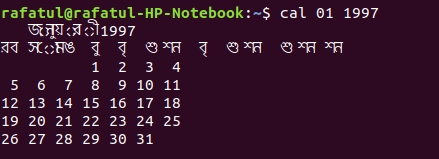 rafatul@rafatul-HP-Notebook:~$ cal 01 1997
জানুয়ারী 1997
রব সোমঙ বু বৃ শু শন বৃ শু শন শু শন শন
1 2 3 4
5 6 7 8 9 10 11
12 13 14 15 16 17 18
19 20 21 22 23 24 25
26 27 28 29 30 31